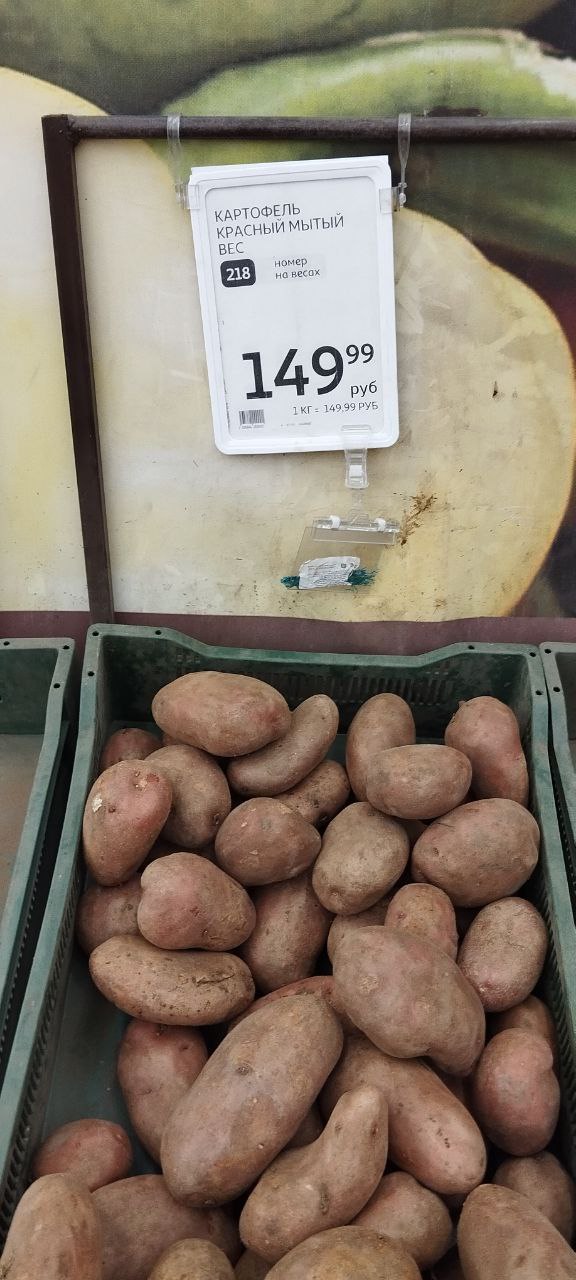 КАРТОФЕЛЬ
КРАСНЫЙ МЫТЫЙ
ВЕС
218 номер
на весах
149 99
руб
1 КГ = 149,99 РУБ